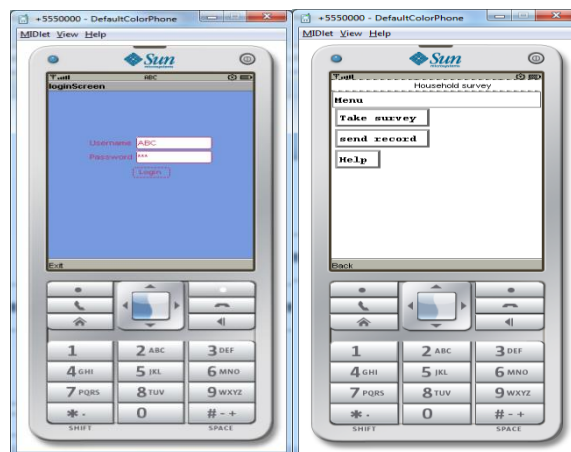 +5550000 - DefaultColorPhone
MIDlet View Help
Sun
ABC
loginScreen
Username ABC
Password ***
Login
Exit
1 2 ABC 3 DEF
4 GHI 5 JKL 6 MNO
7 PQRS 8 TUV 9 WXYZ
* . 0 # - +
SHIFT SPACE
+5550000 - DefaultColorPhone
MIDlet View Help
Sun
Household survey
Menu
Take survey
send record
Help
Back
1 2 ABC 3 DEF
4 GHI 5 JKL 6 MNO
7 PQRS 8 TUV 9 WXYZ
* . 0 # - +
SHIFT SPACE